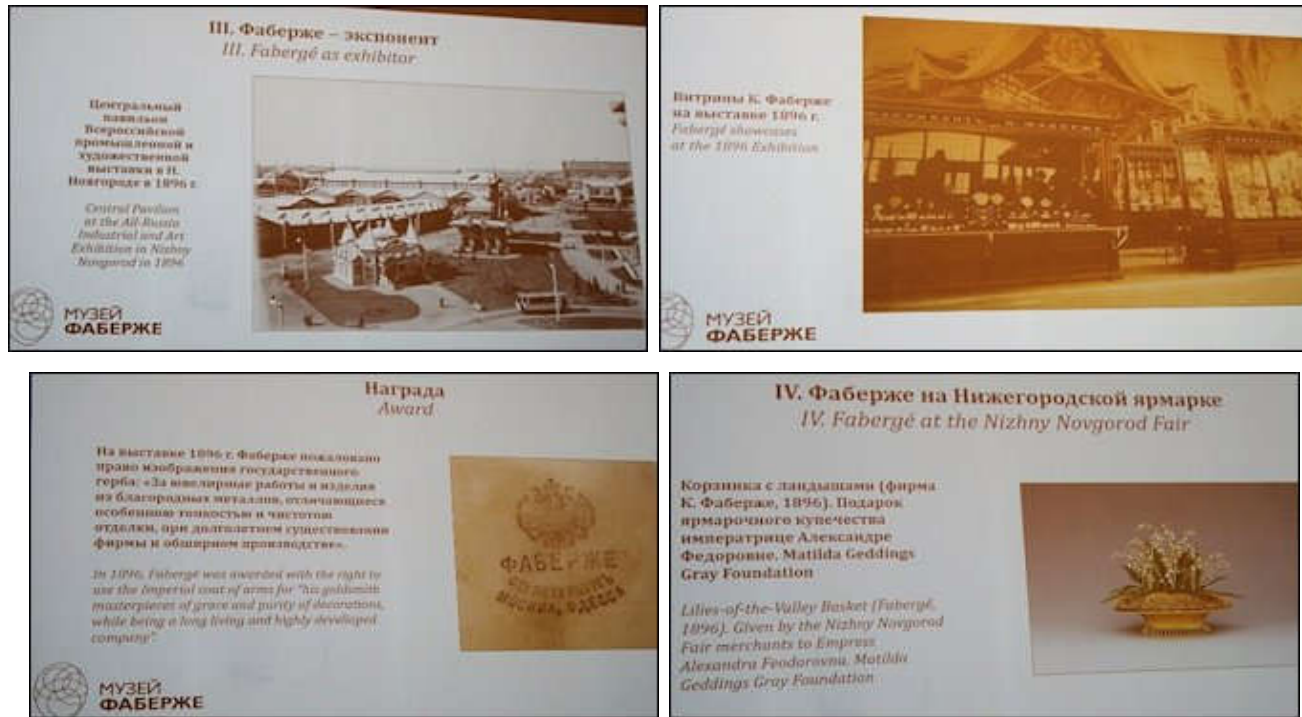 III. Фаберже – экспонент
III. Fabergé as exhibitor
Центральный
павильон
Всероссийской
промышленной и
художественной
выставки в Н.
Новгороде в 1896 г.
Central Pavilion
at the All-Russia
Industrial and Art
Exhibition in Nizhny
Novgorod in 1896
МУЗЕЙ
ФАБЕРЖЕ
Витрины К. Фаберже
на выставке 1896 г.
Fabergé showcases
at the 1896 Exhibition
МУЗЕЙ
ФАБЕРЖЕ
Награда
Award
На выставке 1896 г. Фаберже пожаловано
право изображения государственного
герба: «За ювелирные работы и изделия
из благородных металлов, отличающиеся
особенною тонкостью и чистотою
отделки, при долголетнем существовании
фирмы и обширном производстве».
In 1896, Fabergé was awarded with the right to
use the Imperial coat of arms for "his goldsmith
masterpieces of grace and purity of decorations,
while being a long living and highly developed
company".
ФАБЕРЖЕ
МОСКВА, ОДЕССА
МУЗЕЙ
ФАБЕРЖЕ
IV. Фаберже на Нижегородской ярмарке
IV. Fabergé at the Nizhny Novgorod Fair
Корзинка с ландышами (фирма
К. Фаберже, 1896). Подарок
ярмарочного купечества
императрице Александре
Федоровне. Matilda Geddings
Gray Foundation
Lilies-of-the-Valley Basket (Fabergé,
1896). Given by the Nizhny Novgorod
Fair merchants to Empress
Alexandra Feodorovna. Matilda
Geddings Gray Foundation